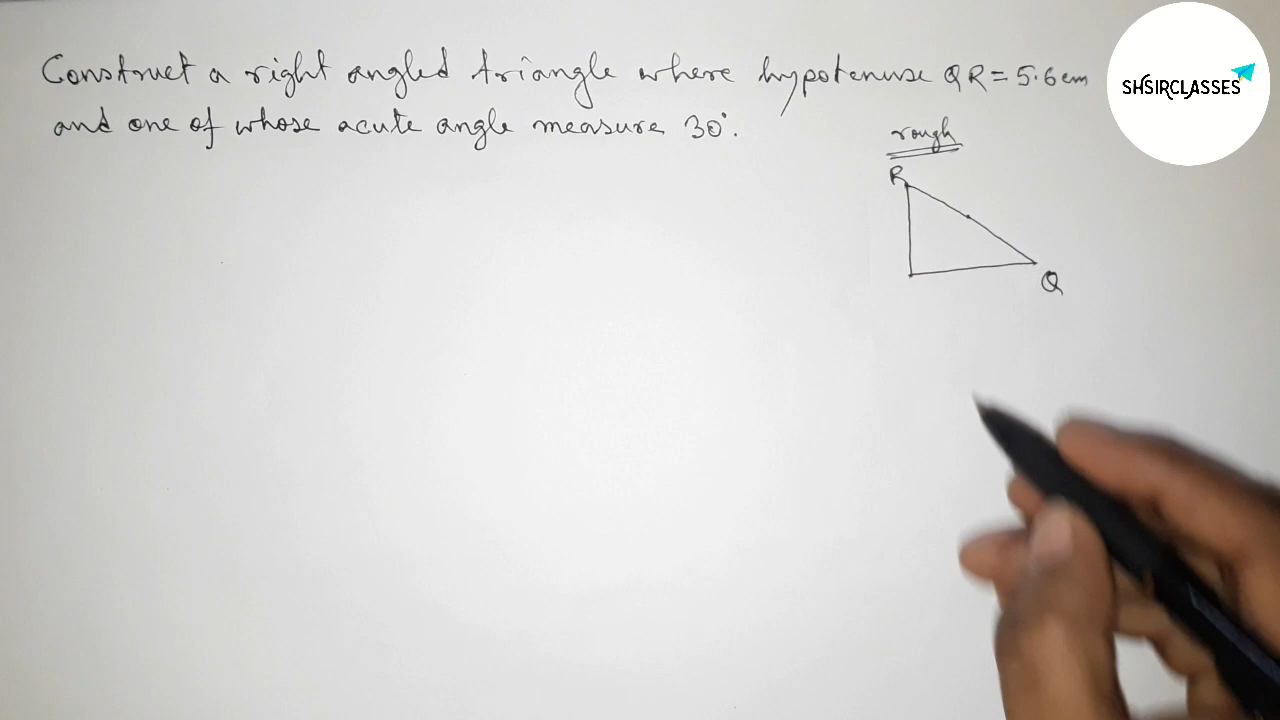 Construct a right angled triangle where hypotenuse QR = 5.6 cm
and one of whose acute angle measure 30°.
SHSIRCLASSES
rough
R
Q